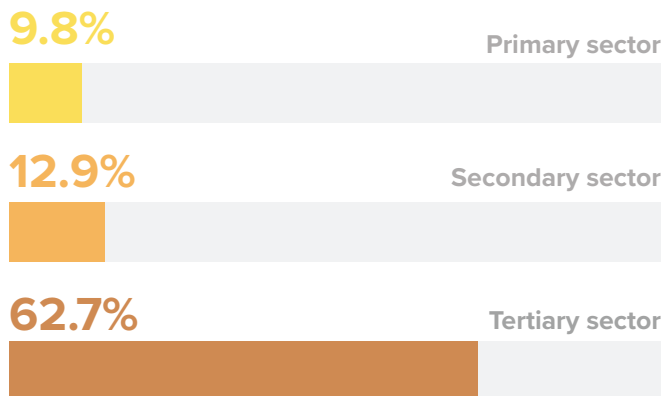 9.8%
Primary sector
12.9%
Secondary sector
62.7%
Tertiary sector